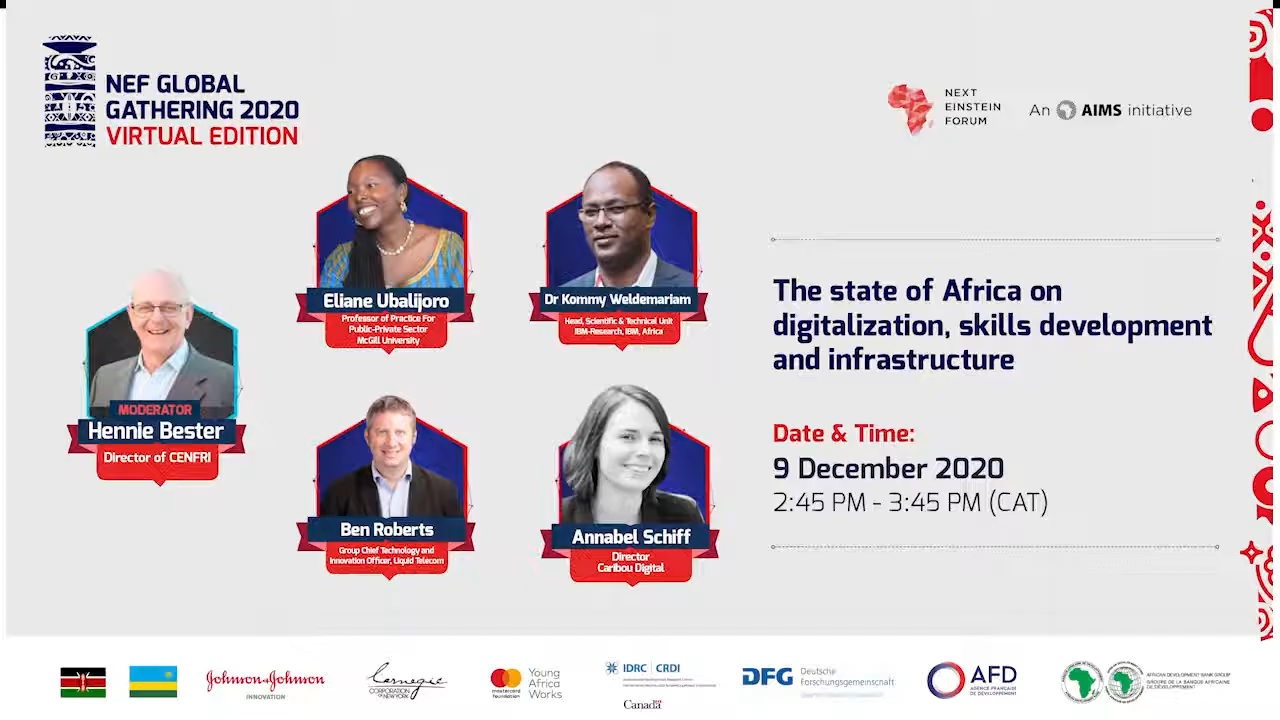 NEF GLOBAL
GATHERING 2020
VIRTUAL EDITION
NEXT
EINSTEIN
FORUM
An AIMS initiative
MODERATOR
Hennie Bester
Director of CENFRI
Eliane Ubalijoro
Professor of Practice For
Public-Private Sector
McGill University
Dr Kommy Weldemariam
Head, Scientific & Technical Unit
IBM-Research, IBM, Africa
Ben Roberts
Group Chief Technology and
Innovation Officer, Liquid Telecom
Annabel Schiff
Director
Caribou Digital
The state of Africa on
digitalization, skills development
and infrastructure
Date & Time:
9 December 2020
2:45 PM - 3:45 PM (CAT)
Johnson & Johnson
INNOVATION
Carnegie
CORPORATION
OF NEW YORK
mastercard
foundation
Young
Africa
Works
IDRC | CRDI
Canada
DFG
Deutsche
Forschungsgemeinschaft
AFD
AGENCE FRANÇAISE
DE DÉVELOPPEMENT
AFRICAN DEVELOPMENT BANK GROUP
GROUPE DE LA BANQUE AFRICAINE
DE DÉVELOPPEMENT